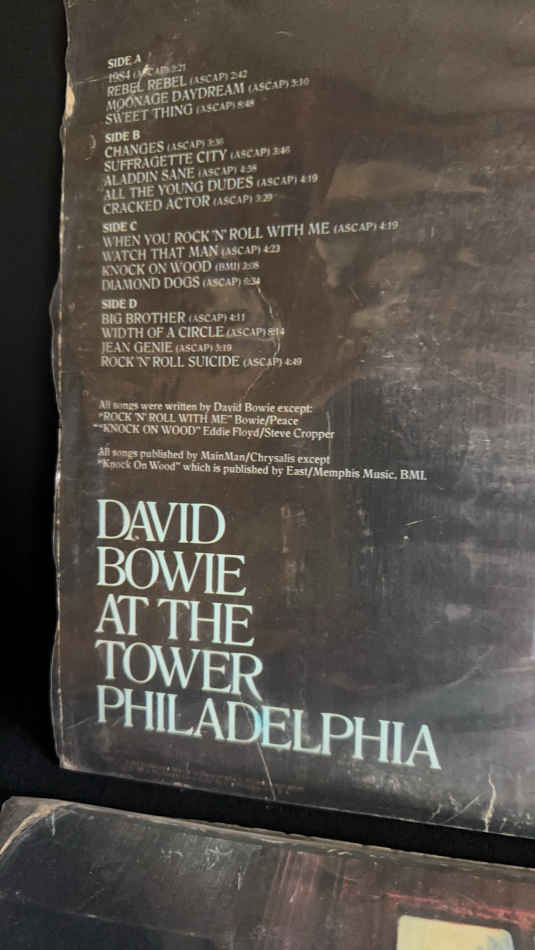 SIDE A
1984 (ASCAP) 3:21
REBEL REBEL (ASCAP) 2:42
MOONAGE DAYDREAM (ASCAP) 5:10
SWEET THING (ASCAP) 8:48
SIDE B
CHANGES (ASCAP) 3:36
SUFFRAGETTE CITY (ASCAP) 3:46
ALADDIN SANE (ASCAP) 4:58
ALL THE YOUNG DUDES (ASCAP) 4:19
CRACKED ACTOR (ASCAP) 3:29
SIDE C
WHEN YOU ROCK 'N' ROLL WITH ME (ASCAP) 4:19
WATCH THAT MAN (ASCAP) 4:23
KNOCK ON WOOD (BMI) 3:08
DIAMOND DOGS (ASCAP) 6:34
SIDE D
BIG BROTHER (ASCAP) 4:11
WIDTH OF A CIRCLE (ASCAP) 8:14
JEAN GENIE (ASCAP) 5:19
ROCK 'N' ROLL SUICIDE (ASCAP) 4:49
All songs were written by David Bowie except:
"ROCK 'N' ROLL WITH ME" Bowie/Peace
"KNOCK ON WOOD" Eddie Floyd/Steve Cropper
All songs published by MainMan/Chrysalis except
"Knock On Wood" which is published by East/Memphis Music, BMI.
DAVID
BOWIE
AT THE
TOWER
PHILADELPHIA